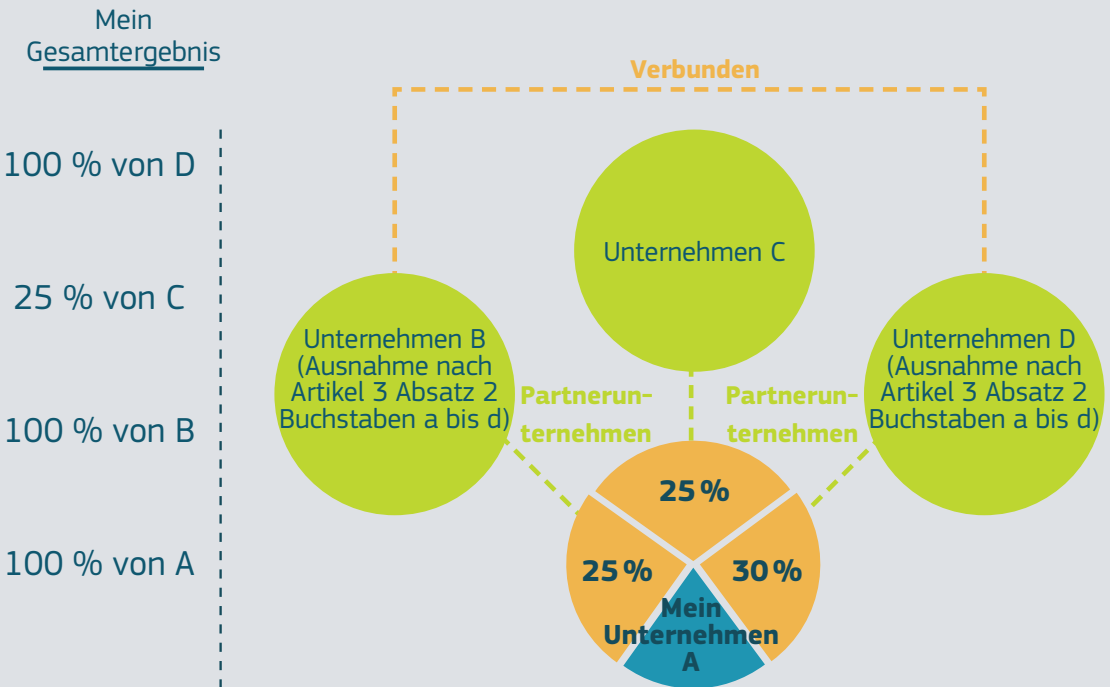 Mein
Gesamtergebnis
100 % von D
25 % von C
100 % von B
100 % von A
Verbunden
Unternehmen C
Unternehmen B
(Ausnahme nach
Artikel 3 Absatz 2
Buchstaben a bis d)
Unternehmen D
(Ausnahme nach
Artikel 3 Absatz 2
Buchstaben a bis d)
Partnerun-
ternehmen
Partnerun-
ternehmen
25 %
25 %
30 %
Mein
Unternehmen
A